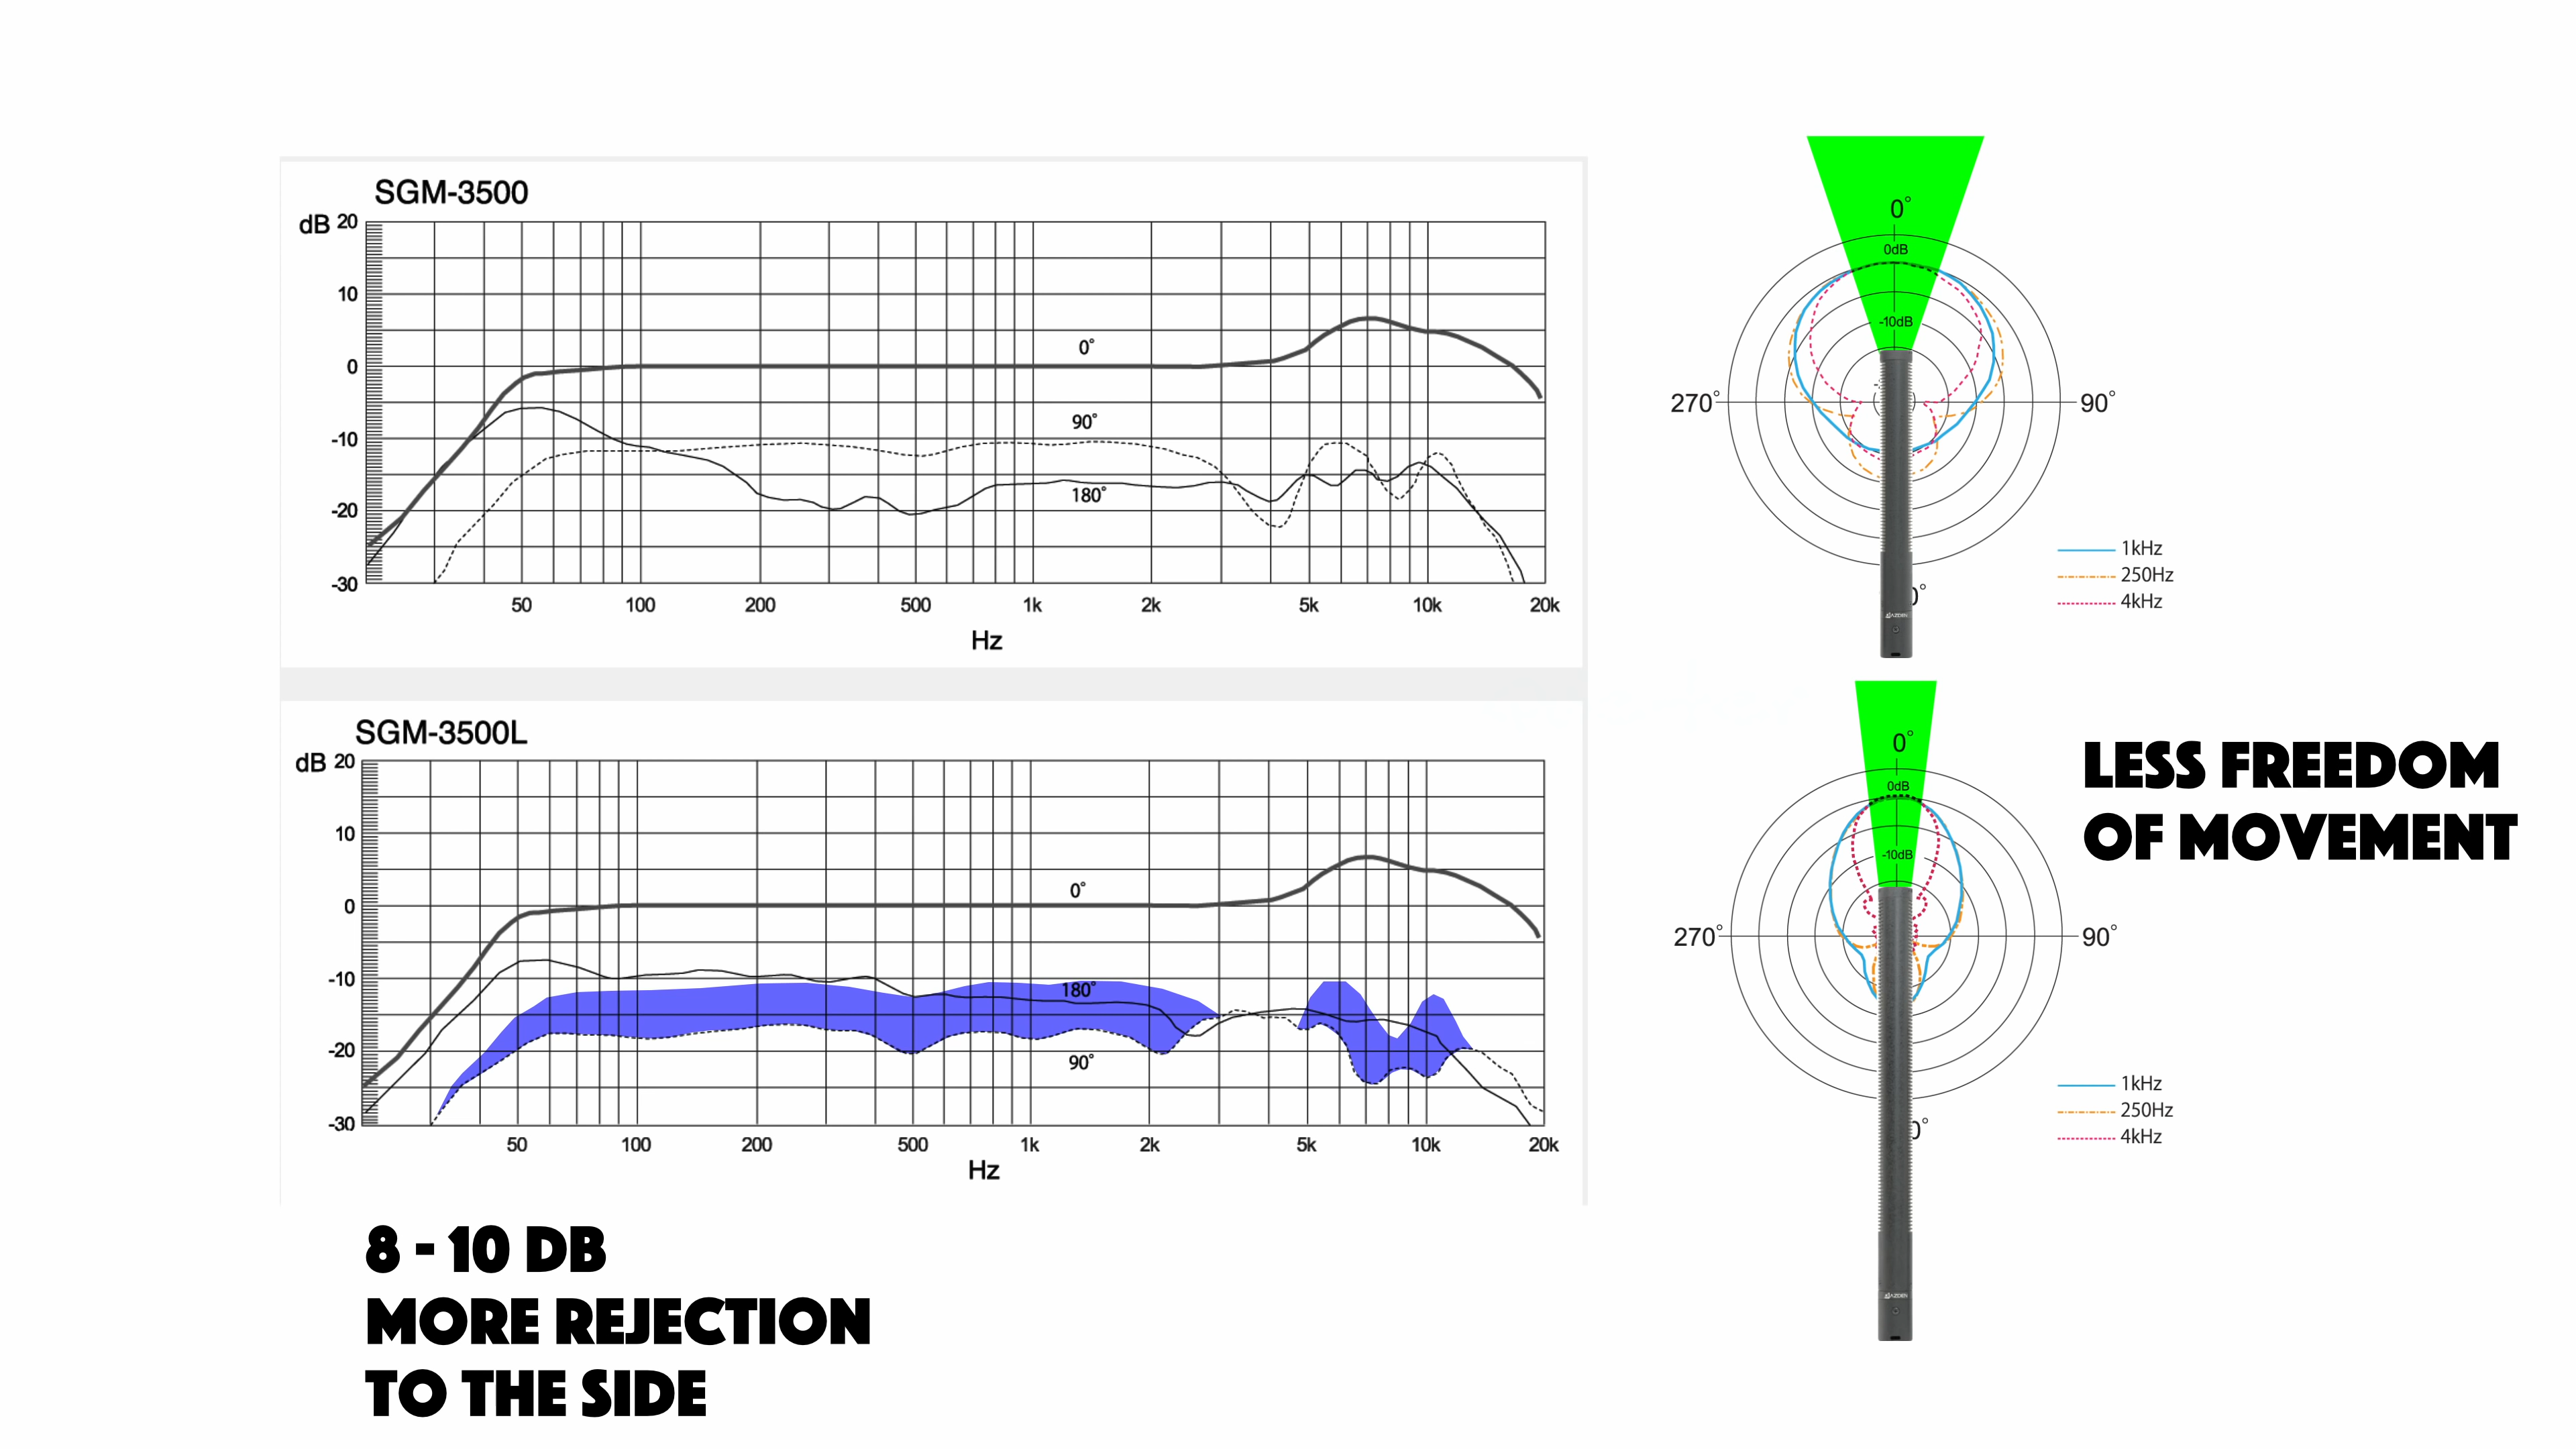 SGM-3500
dB 20
10
0
-10
-20
-30
0°
90°
180°
50 100 200 500 1k 2k 5k 10k 20k
Hz
0°
0dB
-10dB
270° 90°
1kHz
250Hz
4kHz
AZDEN
SGM-3500L
dB 20
10
0
-10
-20
-30
0°
180°
90°
50 100 200 500 1k 2k 5k 10k 20k
Hz
0°
0dB
-10dB
270° 90°
1kHz
250Hz
4kHz
AZDEN
LESS FREEDOM
OF MOVEMENT
8 - 10 DB
MORE REJECTION
TO THE SIDE